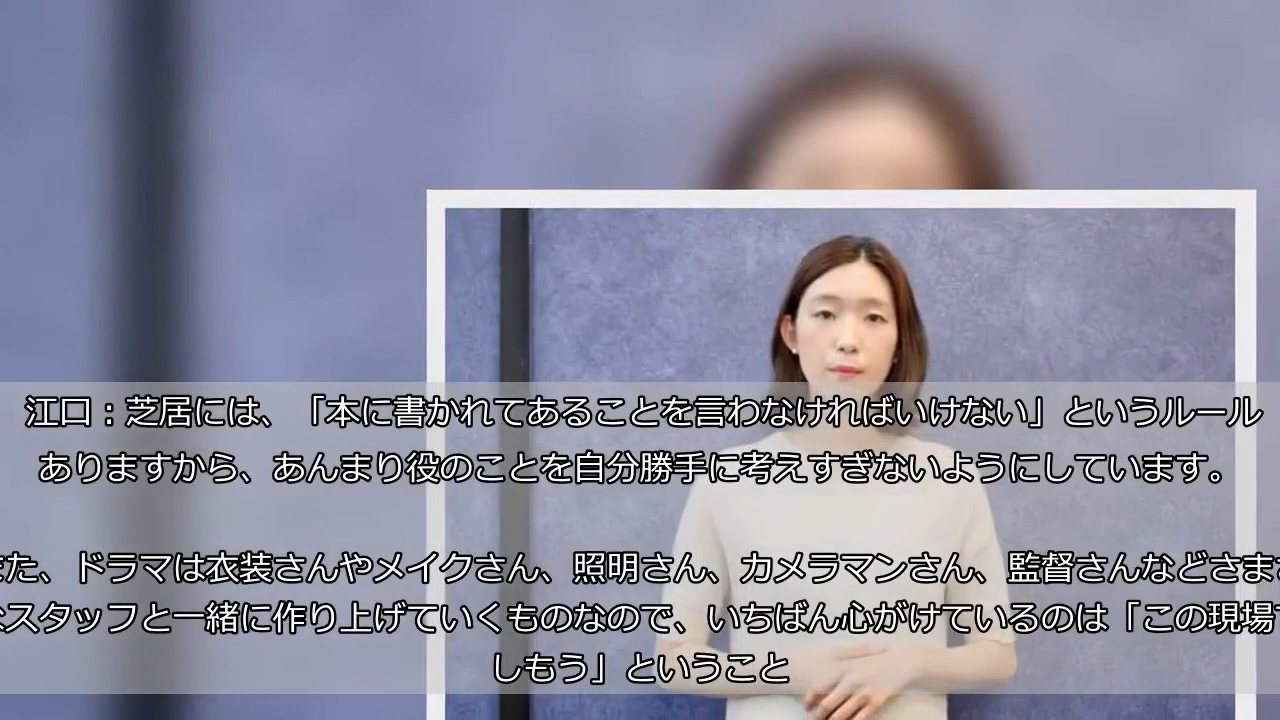 江口：芝居には、「本に書かれてあることを言わなければいけない」というルール
ありますから、あんまり役のことを自分勝手に考えすぎないようにしています。
た、ドラマは衣装さんやメイクさん、照明さん、カメラマンさん、監督さんなどさま
スタッフと一緒に作り上げていくものなので、いちばん心がけているのは「この現場
しもう」ということ